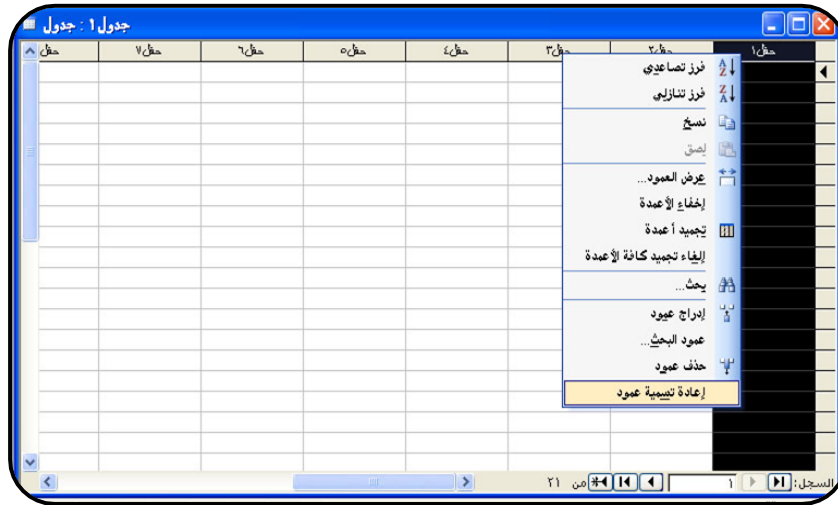 جدول١ : جدول
حقل١ حقل٢ حقل٣ حقل٤ حقل٥ حقل٦ حقل٧ حقل
فرز تصاعدي
فرز تنازلي
نسخ
لصق
عرض العمود...
إخفاء الأعمدة
تجميد أعمدة
إلغاء تجميد كافة الأعمدة
بحث...
إدراج عمود
عمود البحث...
حذف عمود
إعادة تسمية عمود
السجل: ١ من ٢١